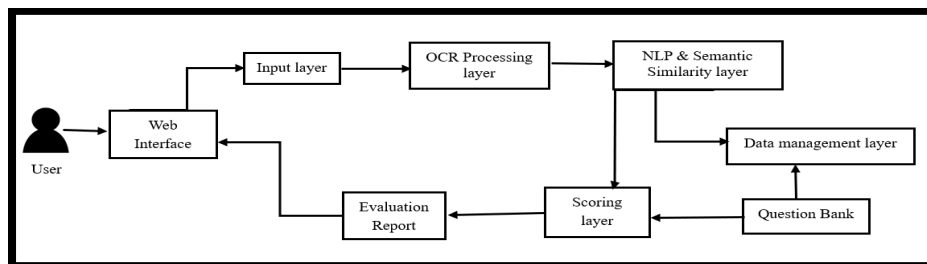 Input layer
OCR Processing
layer
NLP & Semantic
Similarity layer
Web
Interface
User
Data management layer
Evaluation
Report
Scoring
layer
Question Bank